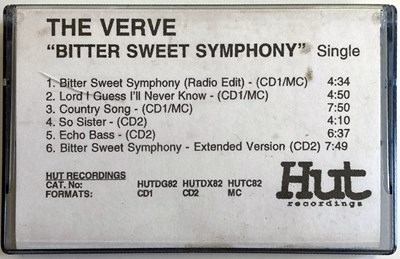 THE VERVE
"BITTER SWEET SYMPHONY" Single
1. Bitter Sweet Symphony (Radio Edit) - (CD1/MC) 4:34
2. Lord I Guess I'll Never Know - (CD1/MC) 4:50
3. Country Song - (CD1/MC) 7:50
4. So Sister - (CD2) 4:10
5. Echo Bass - (CD2) 6:37
6. Bitter Sweet Symphony - Extended Version (CD2) 7:49
HUT RECORDINGS
CAT. No: HUTDG82 HUTDX82 HUTC82
FORMATS: CD1 CD2 MC
Hut
recordings